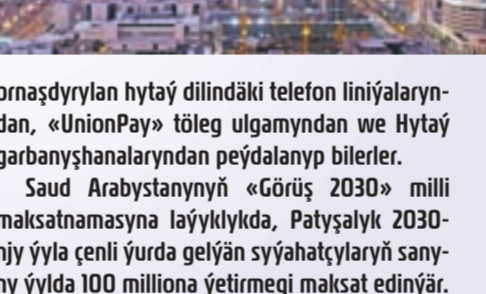 ornaşdyrylan hytaý dilindäki telefon liniýalaryn-
dan, «UnionPay» töleg ulgamyndan we Hytaý
garbanyşhanalaryndan peýdalanyp bilerler.
Saud Arabystanynyň «Görüş 2030» milli
maksatnamasyna laýyklykda, Patyşalyk 2030-
njy ýyla çenli ýurda gelýän syýahatçylaryň sany-
ny ýylda 100 milliona ýetirmegi maksat edinýär.